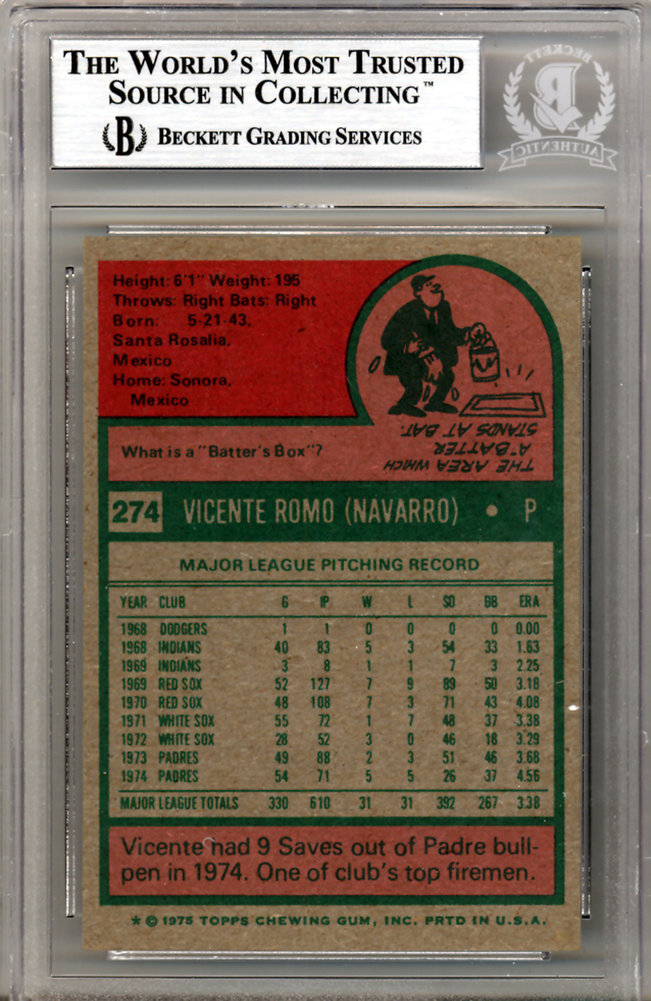 THE WORLD'S MOST TRUSTED
SOURCE IN COLLECTING™
B BECKETT GRADING SERVICES
BECKETT
B
AUTHENTIC
Height: 6'1" Weight: 195
Throws: Right Bats: Right
Born: 5-21-43,
Santa Rosalia,
Mexico
Home: Sonora,
Mexico
What is a "Batter's Box"?
THE AREA WHICH
A "BATTER"
STANDS AT BAT.
274 VICENTE ROMO (NAVARRO) • P
MAJOR LEAGUE PITCHING RECORD
YEAR CLUB G IP W L SO BB ERA
1968 DODGERS 1 1 0 0 0 0 0.00
1968 INDIANS 40 83 5 3 54 33 1.63
1969 INDIANS 3 8 1 1 7 3 2.25
1969 RED SOX 52 127 7 9 89 50 3.18
1970 RED SOX 48 108 7 3 71 43 4.08
1971 WHITE SOX 55 72 1 7 48 37 3.38
1972 WHITE SOX 28 52 3 0 46 18 3.29
1973 PADRES 49 88 2 3 51 46 3.68
1974 PADRES 54 71 5 5 26 37 4.56
MAJOR LEAGUE TOTALS 330 610 31 31 392 267 3.38
Vicente nad 9 Saves out of Padre bull-
pen in 1974. One of club's top firemen.
* © 1975 TOPPS CHEWING GUM, INC. PRTD IN U.S.A.